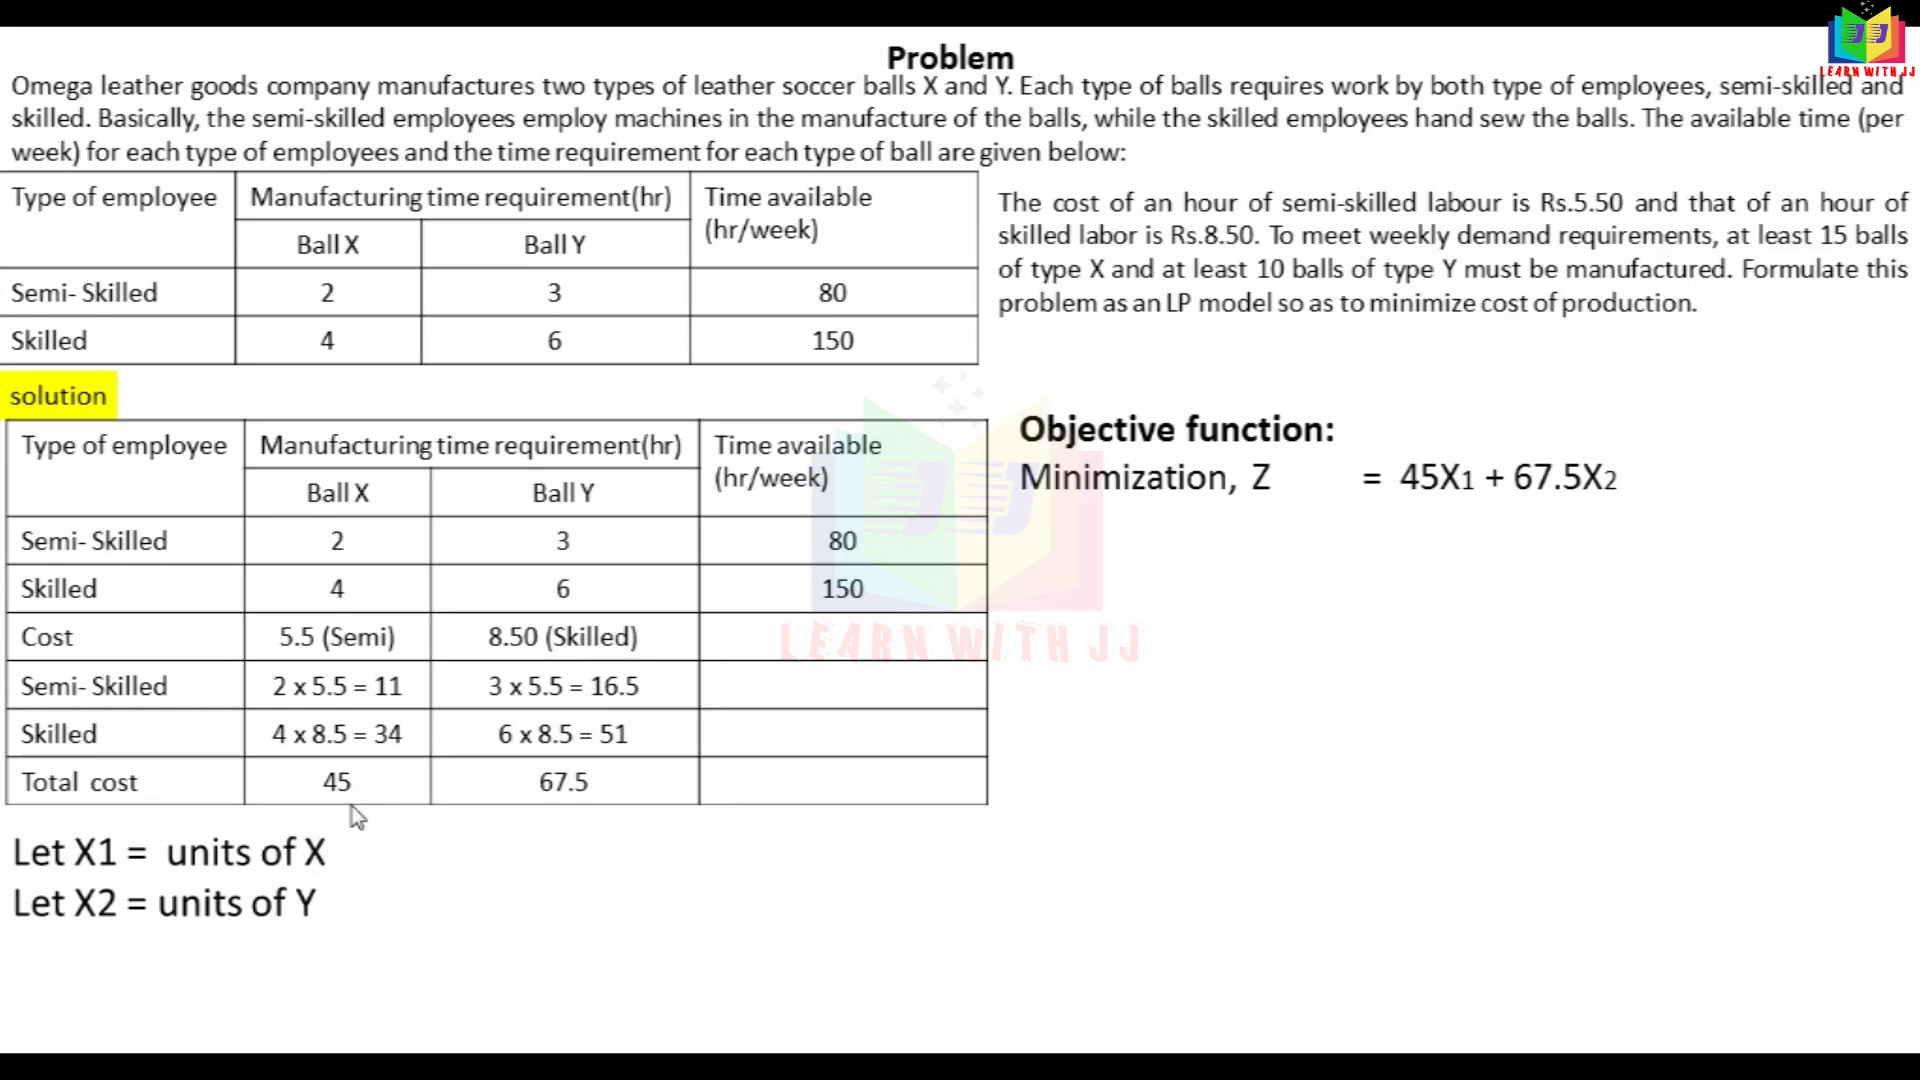 Problem
LEARN WITH JJ
Omega leather goods company manufactures two types of leather soccer balls X and Y. Each type of balls requires work by both type of employees, semi-skilled and
skilled. Basically, the semi-skilled employees employ machines in the manufacture of the balls, while the skilled employees hand sew the balls. The available time (per
week) for each type of employees and the time requirement for each type of ball are given below:
Type of employee Manufacturing time requirement(hr) Time available
(hr/week)
Ball X Ball Y
Semi- Skilled 2 3 80
Skilled 4 6 150
The cost of an hour of semi-skilled labour is Rs.5.50 and that of an hour of
skilled labor is Rs.8.50. To meet weekly demand requirements, at least 15 balls
of type X and at least 10 balls of type Y must be manufactured. Formulate this
problem as an LP model so as to minimize cost of production.
solution
Type of employee Manufacturing time requirement(hr) Time available
(hr/week)
Ball X Ball Y
Semi- Skilled 2 3 80
Skilled 4 6 150
Cost 5.5 (Semi) 8.50 (Skilled)
Semi- Skilled 2 x 5.5 = 11 3 x 5.5 = 16.5
Skilled 4 x 8.5 = 34 6 x 8.5 = 51
Total cost 45 67.5
Objective function:
Minimization, Z = 45X1 + 67.5X2
JJ
LEARN WITH JJ
Let X1 = units of X
Let X2 = units of Y